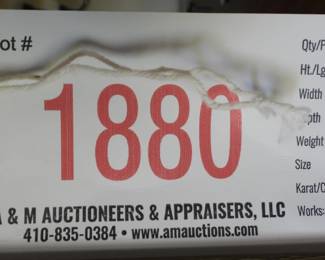 ot #
1880
A & M AUCTIONEERS & APPRAISERS, LLC
410-835-0384 • www.amauctions.com
Qty/P
Ht./Lg
Width
pth
Weight
Size
Karat/C
Works: